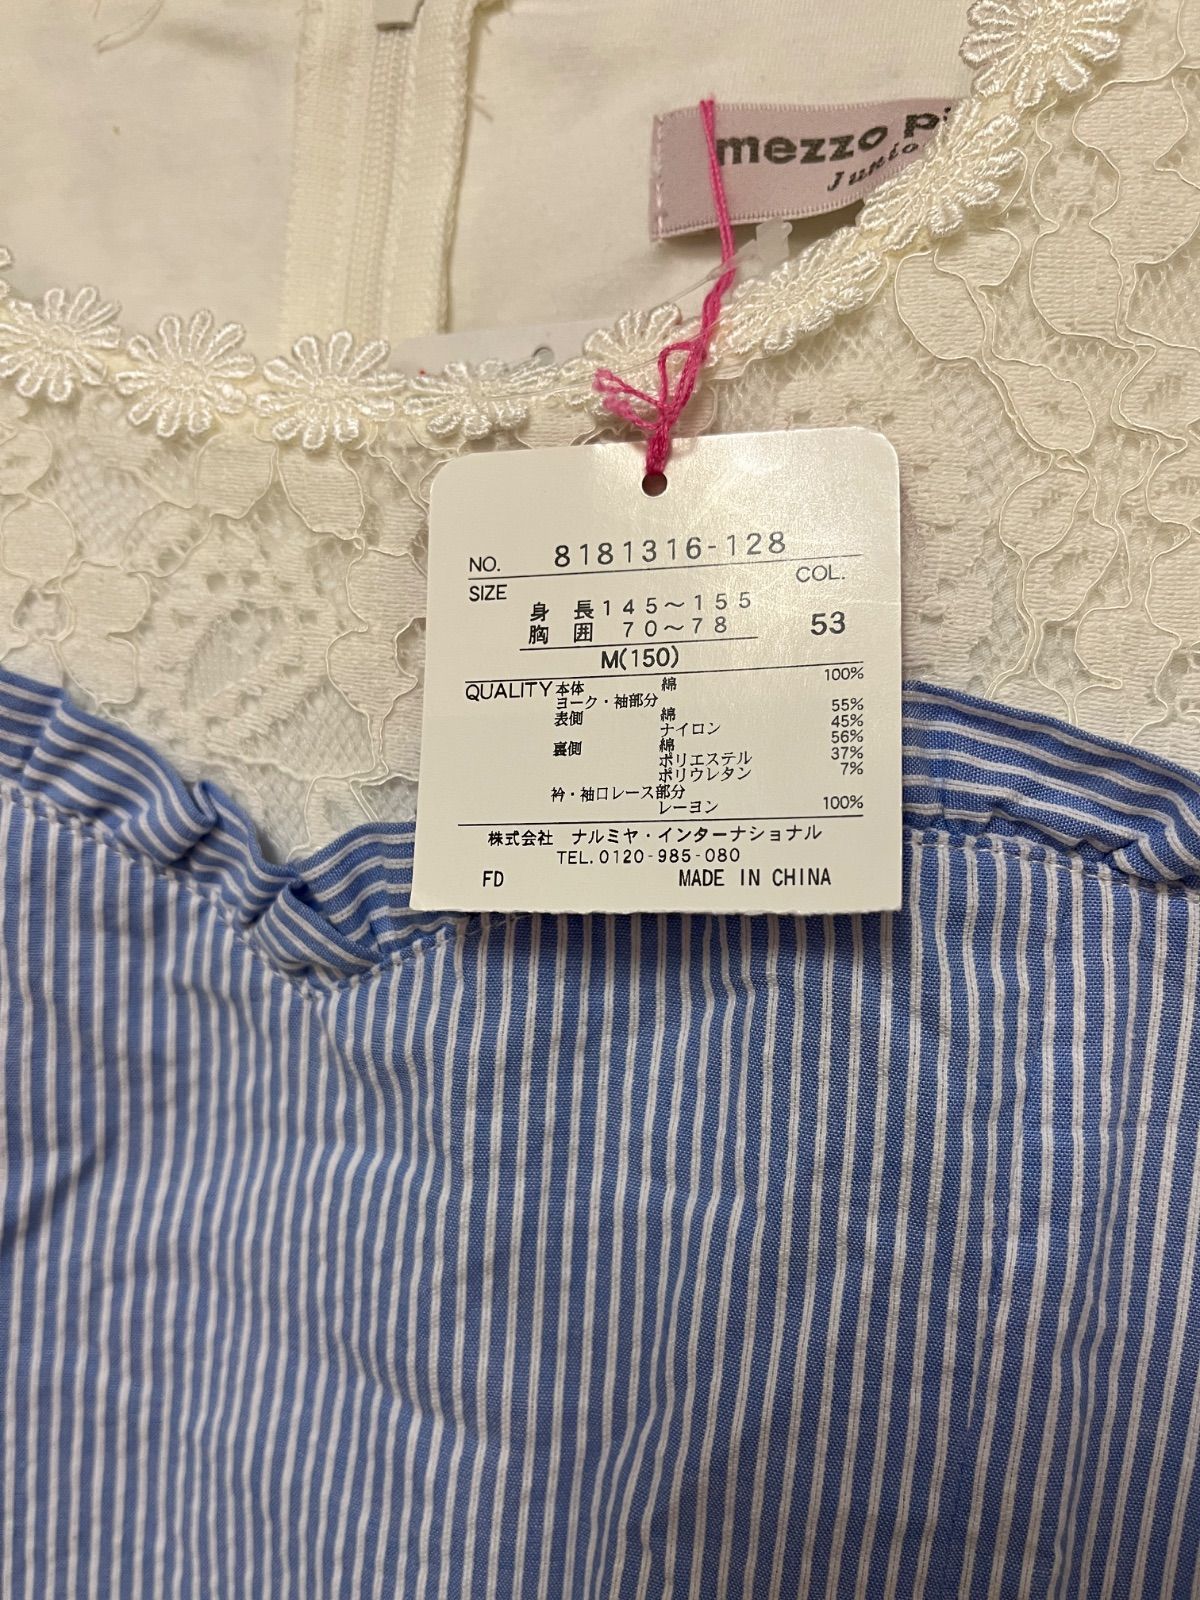 mezzo
Junio
NO. 8181316-128
SIZE COL.
身長 145～155
胸囲 70～78 53
M(150)
QUALITY 本体 綿 100%
ヨーク・袖部分
表側 綿 55%
ナイロン 45%
裏側 綿 56%
ポリエステル 37%
ポリウレタン 7%
衿・袖口レース部分
レーヨン 100%
株式会社 ナルミヤ・インターナショナル
TEL.0120-985-080
FD MADE IN CHINA